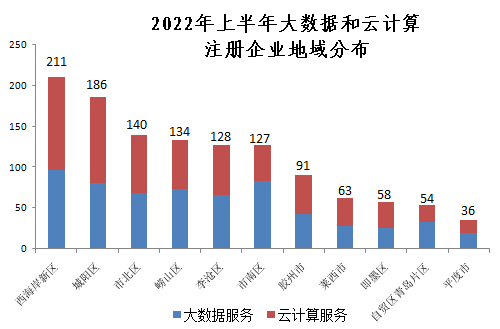 2022年上半年大数据和云计算
注册企业地域分布
250
200
150
100
50
0
211
186
140
134
128
127
91
63
58
54
36
西海岸新区
城阳区
市北区
崂山区
李沧区
市南区
胶州市
莱西市
即墨区
自贸区青岛片区
平度市
大数据服务
云计算服务